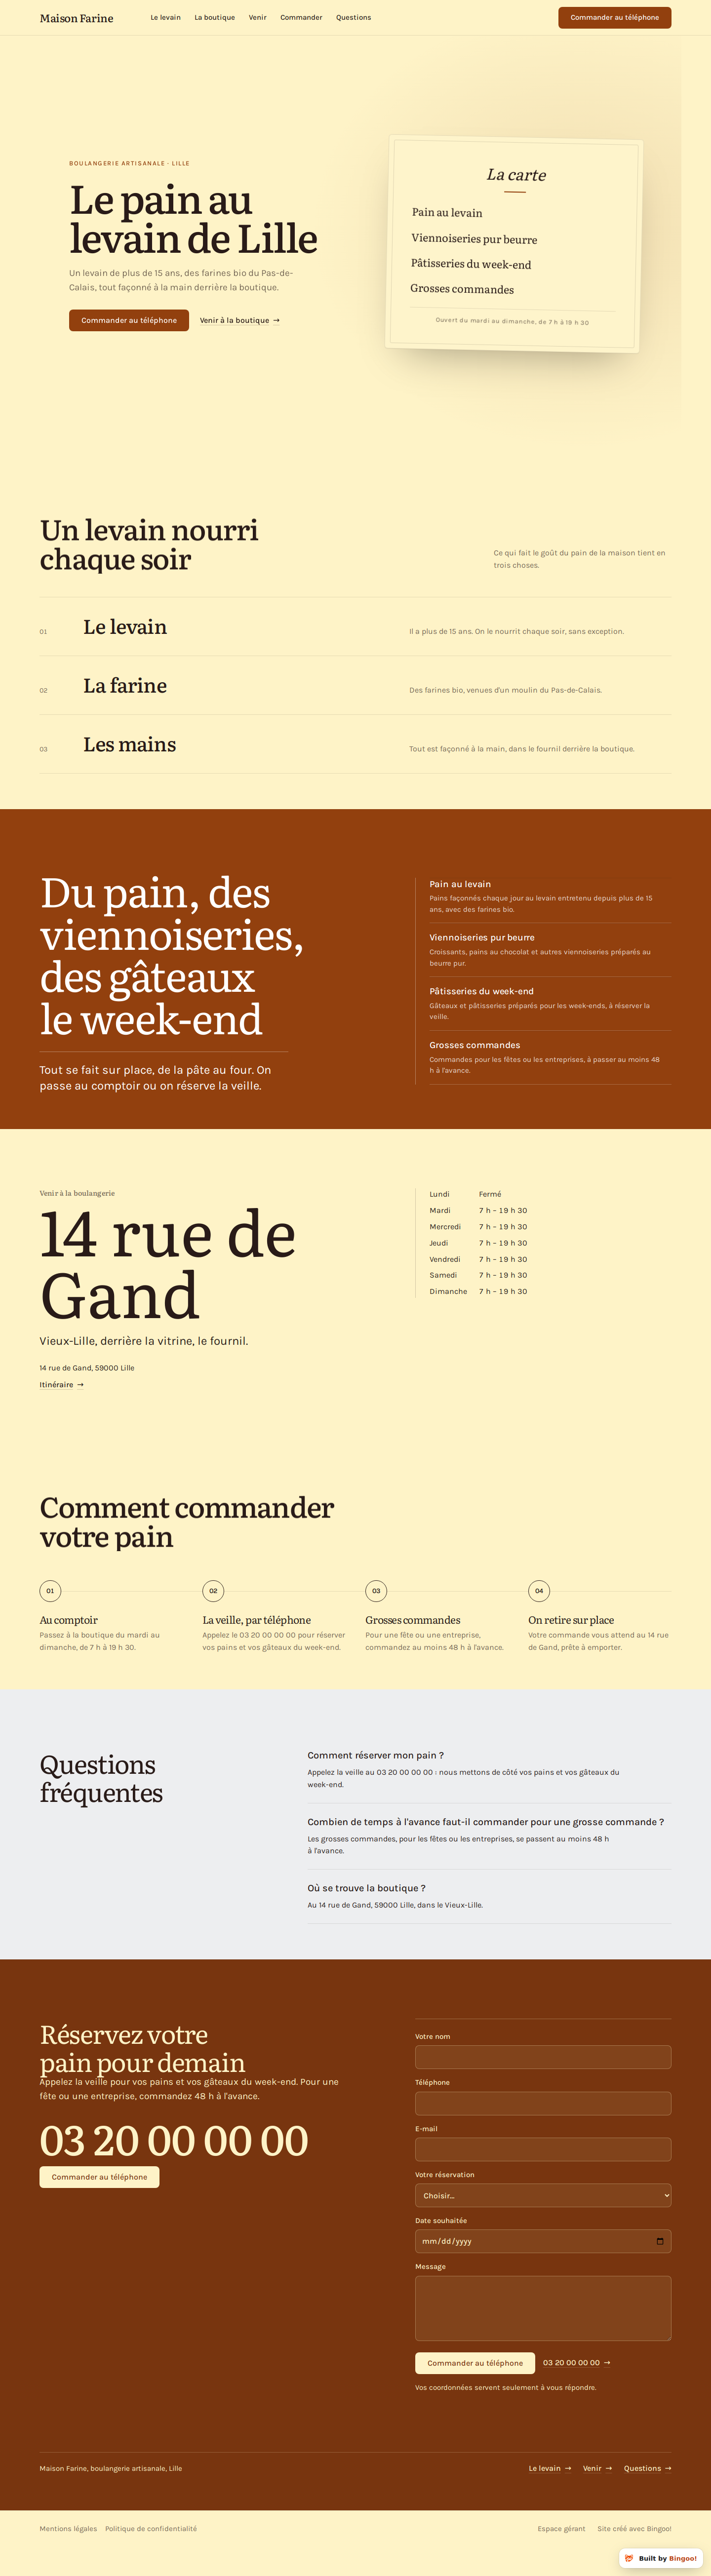 Maison Farine
Le levain
La boutique
Venir
Commander
Questions
Commander au téléphone
BOULANGERIE ARTISANALE · LILLE
Le pain au
levain de Lille
Un levain de plus de 15 ans, des farines bio du Pas-de-
Calais, tout façonné à la main derrière la boutique.
Commander au téléphone
Venir à la boutique →
La carte
Pain au levain
Viennoiseries pur beurre
Pâtisseries du week-end
Grosses commandes
Ouvert du mardi au dimanche, de 7 h à 19 h 30
Un levain nourri
chaque soir
Ce qui fait le goût du pain de la maison tient en
trois choses.
01
Le levain
Il a plus de 15 ans. On le nourrit chaque soir, sans exception.
02
La farine
Des farines bio, venues d'un moulin du Pas-de-Calais.
03
Les mains
Tout est façonné à la main, dans le fournil derrière la boutique.
Du pain, des
viennoiseries,
des gâteaux
le week-end
Tout se fait sur place, de la pâte au four. On
passe au comptoir ou on réserve la veille.
Pain au levain
Pains façonnés chaque jour au levain entretenu depuis plus de 15
ans, avec des farines bio.
Viennoiseries pur beurre
Croissants, pains au chocolat et autres viennoiseries préparés au
beurre pur.
Pâtisseries du week-end
Gâteaux et pâtisseries préparés pour les week-ends, à réserver la
veille.
Grosses commandes
Commandes pour les fêtes ou les entreprises, à passer au moins 48
h à l'avance.
Venir à la boulangerie
14 rue de
Gand
Vieux-Lille, derrière la vitrine, le fournil.
14 rue de Gand, 59000 Lille
Itinéraire →
Lundi Fermé
Mardi 7 h – 19 h 30
Mercredi 7 h – 19 h 30
Jeudi 7 h – 19 h 30
Vendredi 7 h – 19 h 30
Samedi 7 h – 19 h 30
Dimanche 7 h – 19 h 30
Comment commander
votre pain
01
Au comptoir
Passez à la boutique du mardi au
dimanche, de 7 h à 19 h 30.
02
La veille, par téléphone
Appelez le 03 20 00 00 00 pour réserver
vos pains et vos gâteaux du week-end.
03
Grosses commandes
Pour une fête ou une entreprise,
commandez au moins 48 h à l'avance.
04
On retire sur place
Votre commande vous attend au 14 rue
de Gand, prête à emporter.
Questions
fréquentes
Comment réserver mon pain ?
Appelez la veille au 03 20 00 00 00 : nous mettons de côté vos pains et vos gâteaux du
week-end.
Combien de temps à l'avance faut-il commander pour une grosse commande ?
Les grosses commandes, pour les fêtes ou les entreprises, se passent au moins 48 h
à l'avance.
Où se trouve la boutique ?
Au 14 rue de Gand, 59000 Lille, dans le Vieux-Lille.
Réservez votre
pain pour demain
Appelez la veille pour vos pains et vos gâteaux du week-end. Pour une
fête ou une entreprise, commandez 48 h à l'avance.
03 20 00 00 00
Commander au téléphone
Votre nom
Téléphone
E-mail
Votre réservation
Choisir...
Date souhaitée
mm/dd/yyyy
Message
Commander au téléphone
03 20 00 00 00 →
Vos coordonnées servent seulement à vous répondre.
Maison Farine, boulangerie artisanale, Lille
Le levain →
Venir →
Questions →
Mentions légales
Politique de confidentialité
Espace gérant
Site créé avec Bingoo!
Built by Bingoo!